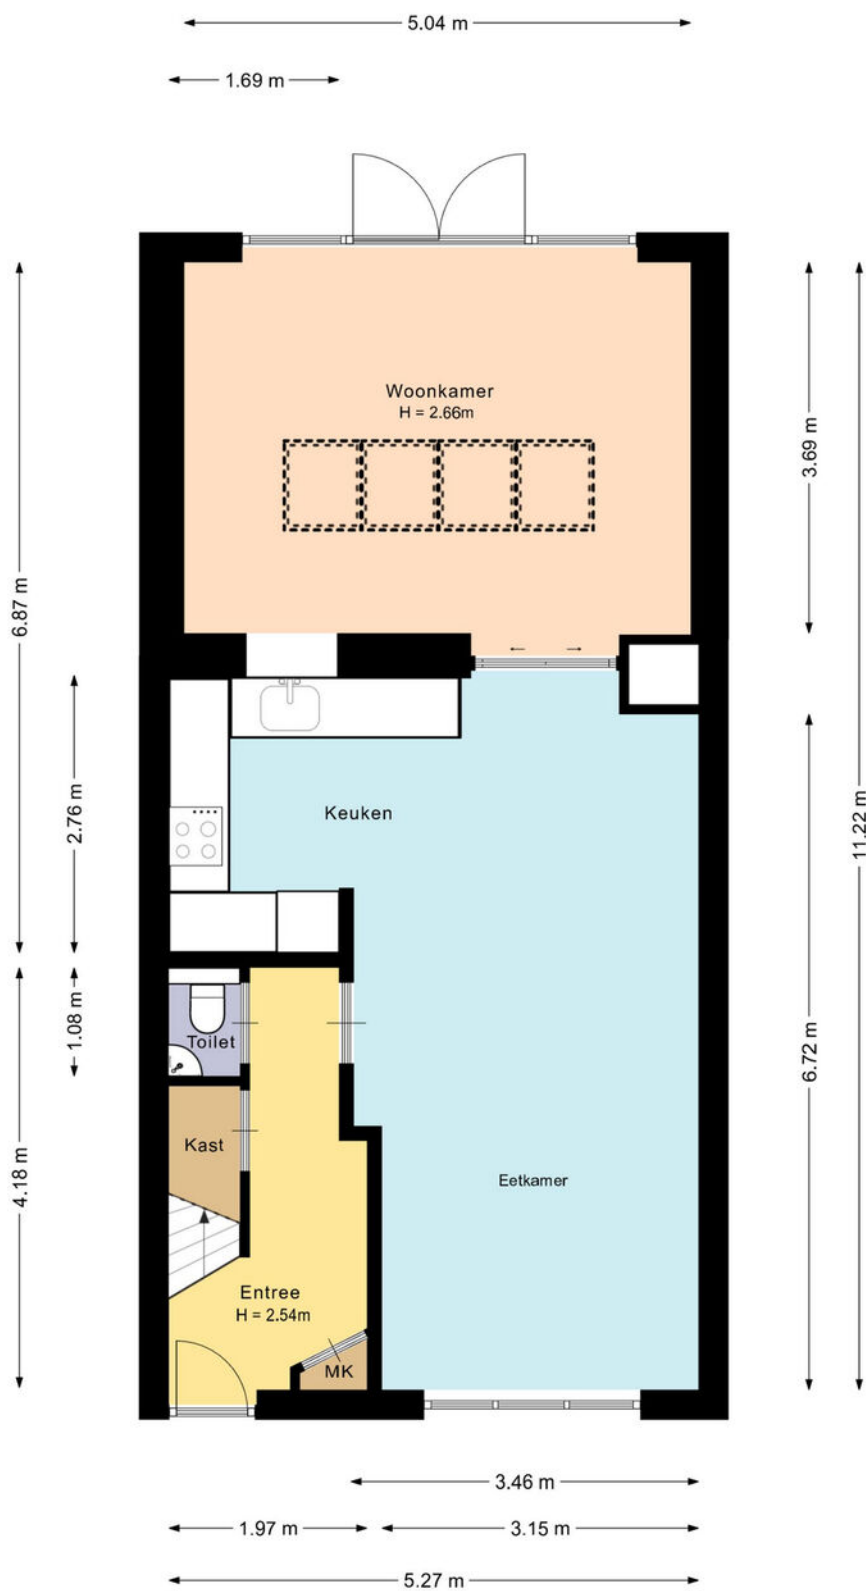 5.04 m
1.69 m
Woonkamer
H = 2.66m
3.69 m
6.87 m
2.76 m
Keuken
11.22 m
1.08 m
Toilet
6.72 m
Kast
4.18 m
Eetkamer
Entree
H = 2.54m
MK
3.46 m
1.97 m
3.15 m
5.27 m